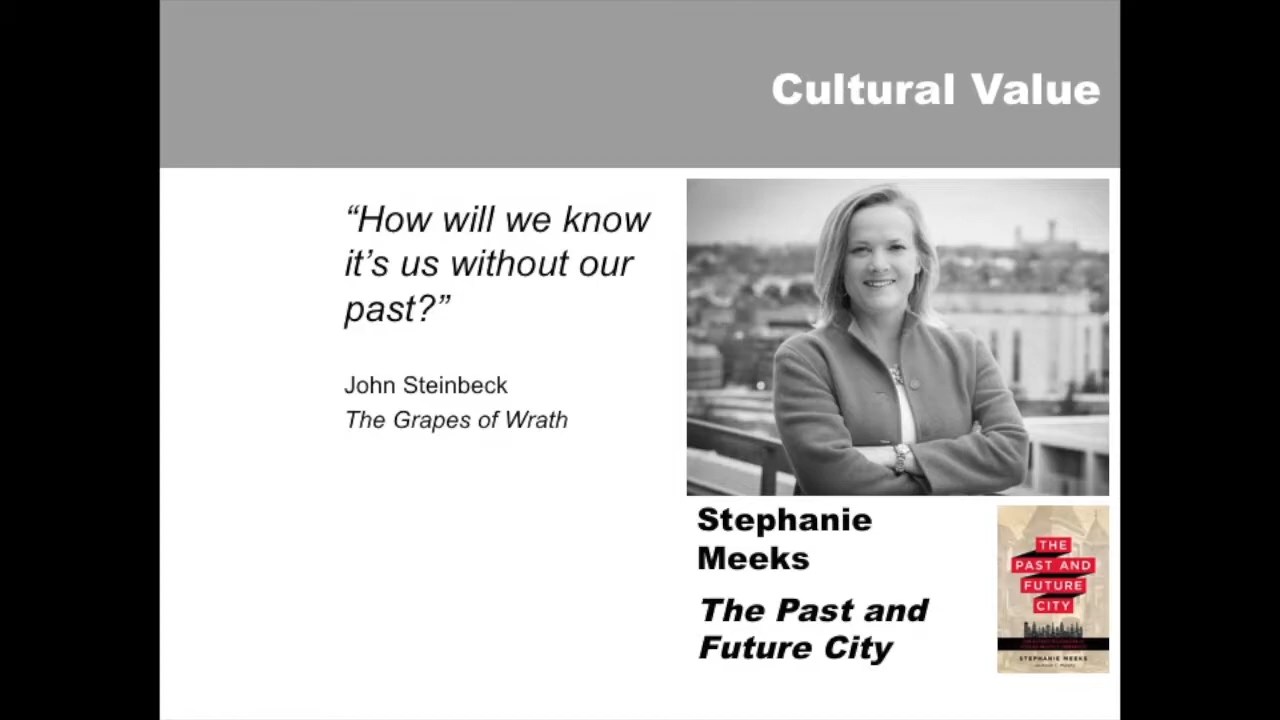 Cultural Value
“How will we know
it’s us without our
past?”
John Steinbeck
The Grapes of Wrath
Stephanie
Meeks
The Past and
Future City
THE
PAST AND
FUTURE
CITY
STEPHANIE MEEKS